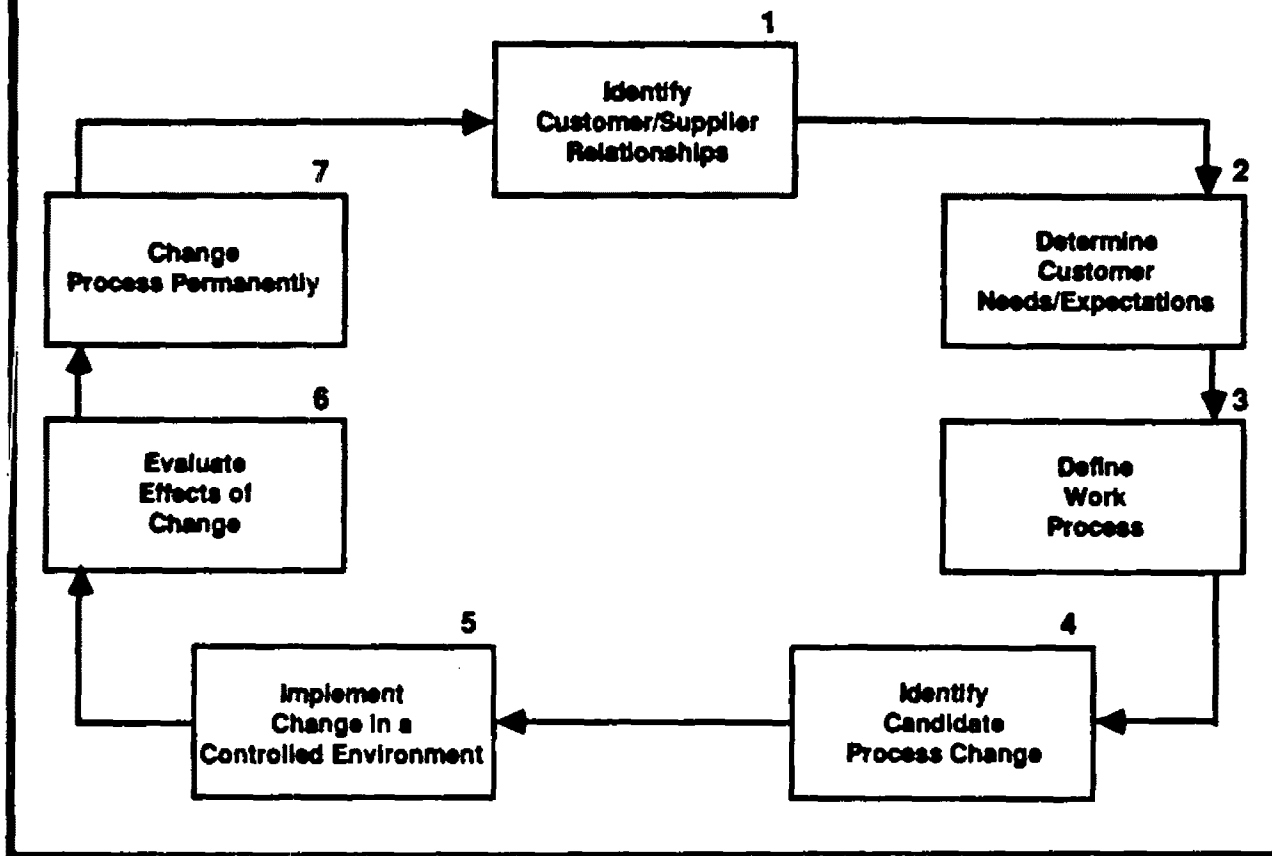 1
Identify
Customer/Supplier
Relationships
2
Determine
Customer
Needs/Expectations
3
Define
Work
Process
4
Identify
Candidate
Process Change
5
Implement
Change in a
Controlled Environment
6
Evaluate
Effects of
Change
7
Change
Process Permanently